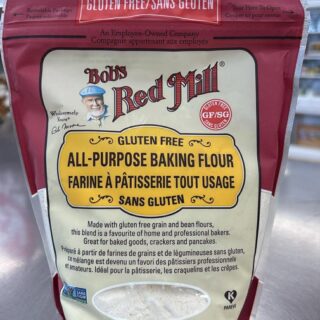 GLUTEN FREE/SANS GLUTEN
An Employee-Owned Company
Compagnie appartenant aux employés
Bob's
Red Mill®
GLUTEN FREE
GF/SG
SANS GLUTEN
GLUTEN FREE
ALL-PURPOSE BAKING FLOUR
FARINE À PÂTISSERIE TOUT USAGE
SANS GLUTEN
Made with gluten free grain and bean flours,
this blend is a favourite of home and professional bakers.
Great for baked goods, crackers and pancakes.
préparé à partir de farines de grains et de légumineuses sans gluten,
ce mélange est devenu un favori des pâtissiers professionnels
et amateurs. Idéal pour la pâtisserie, les craquelins et les crêpes.
K
PAREVE